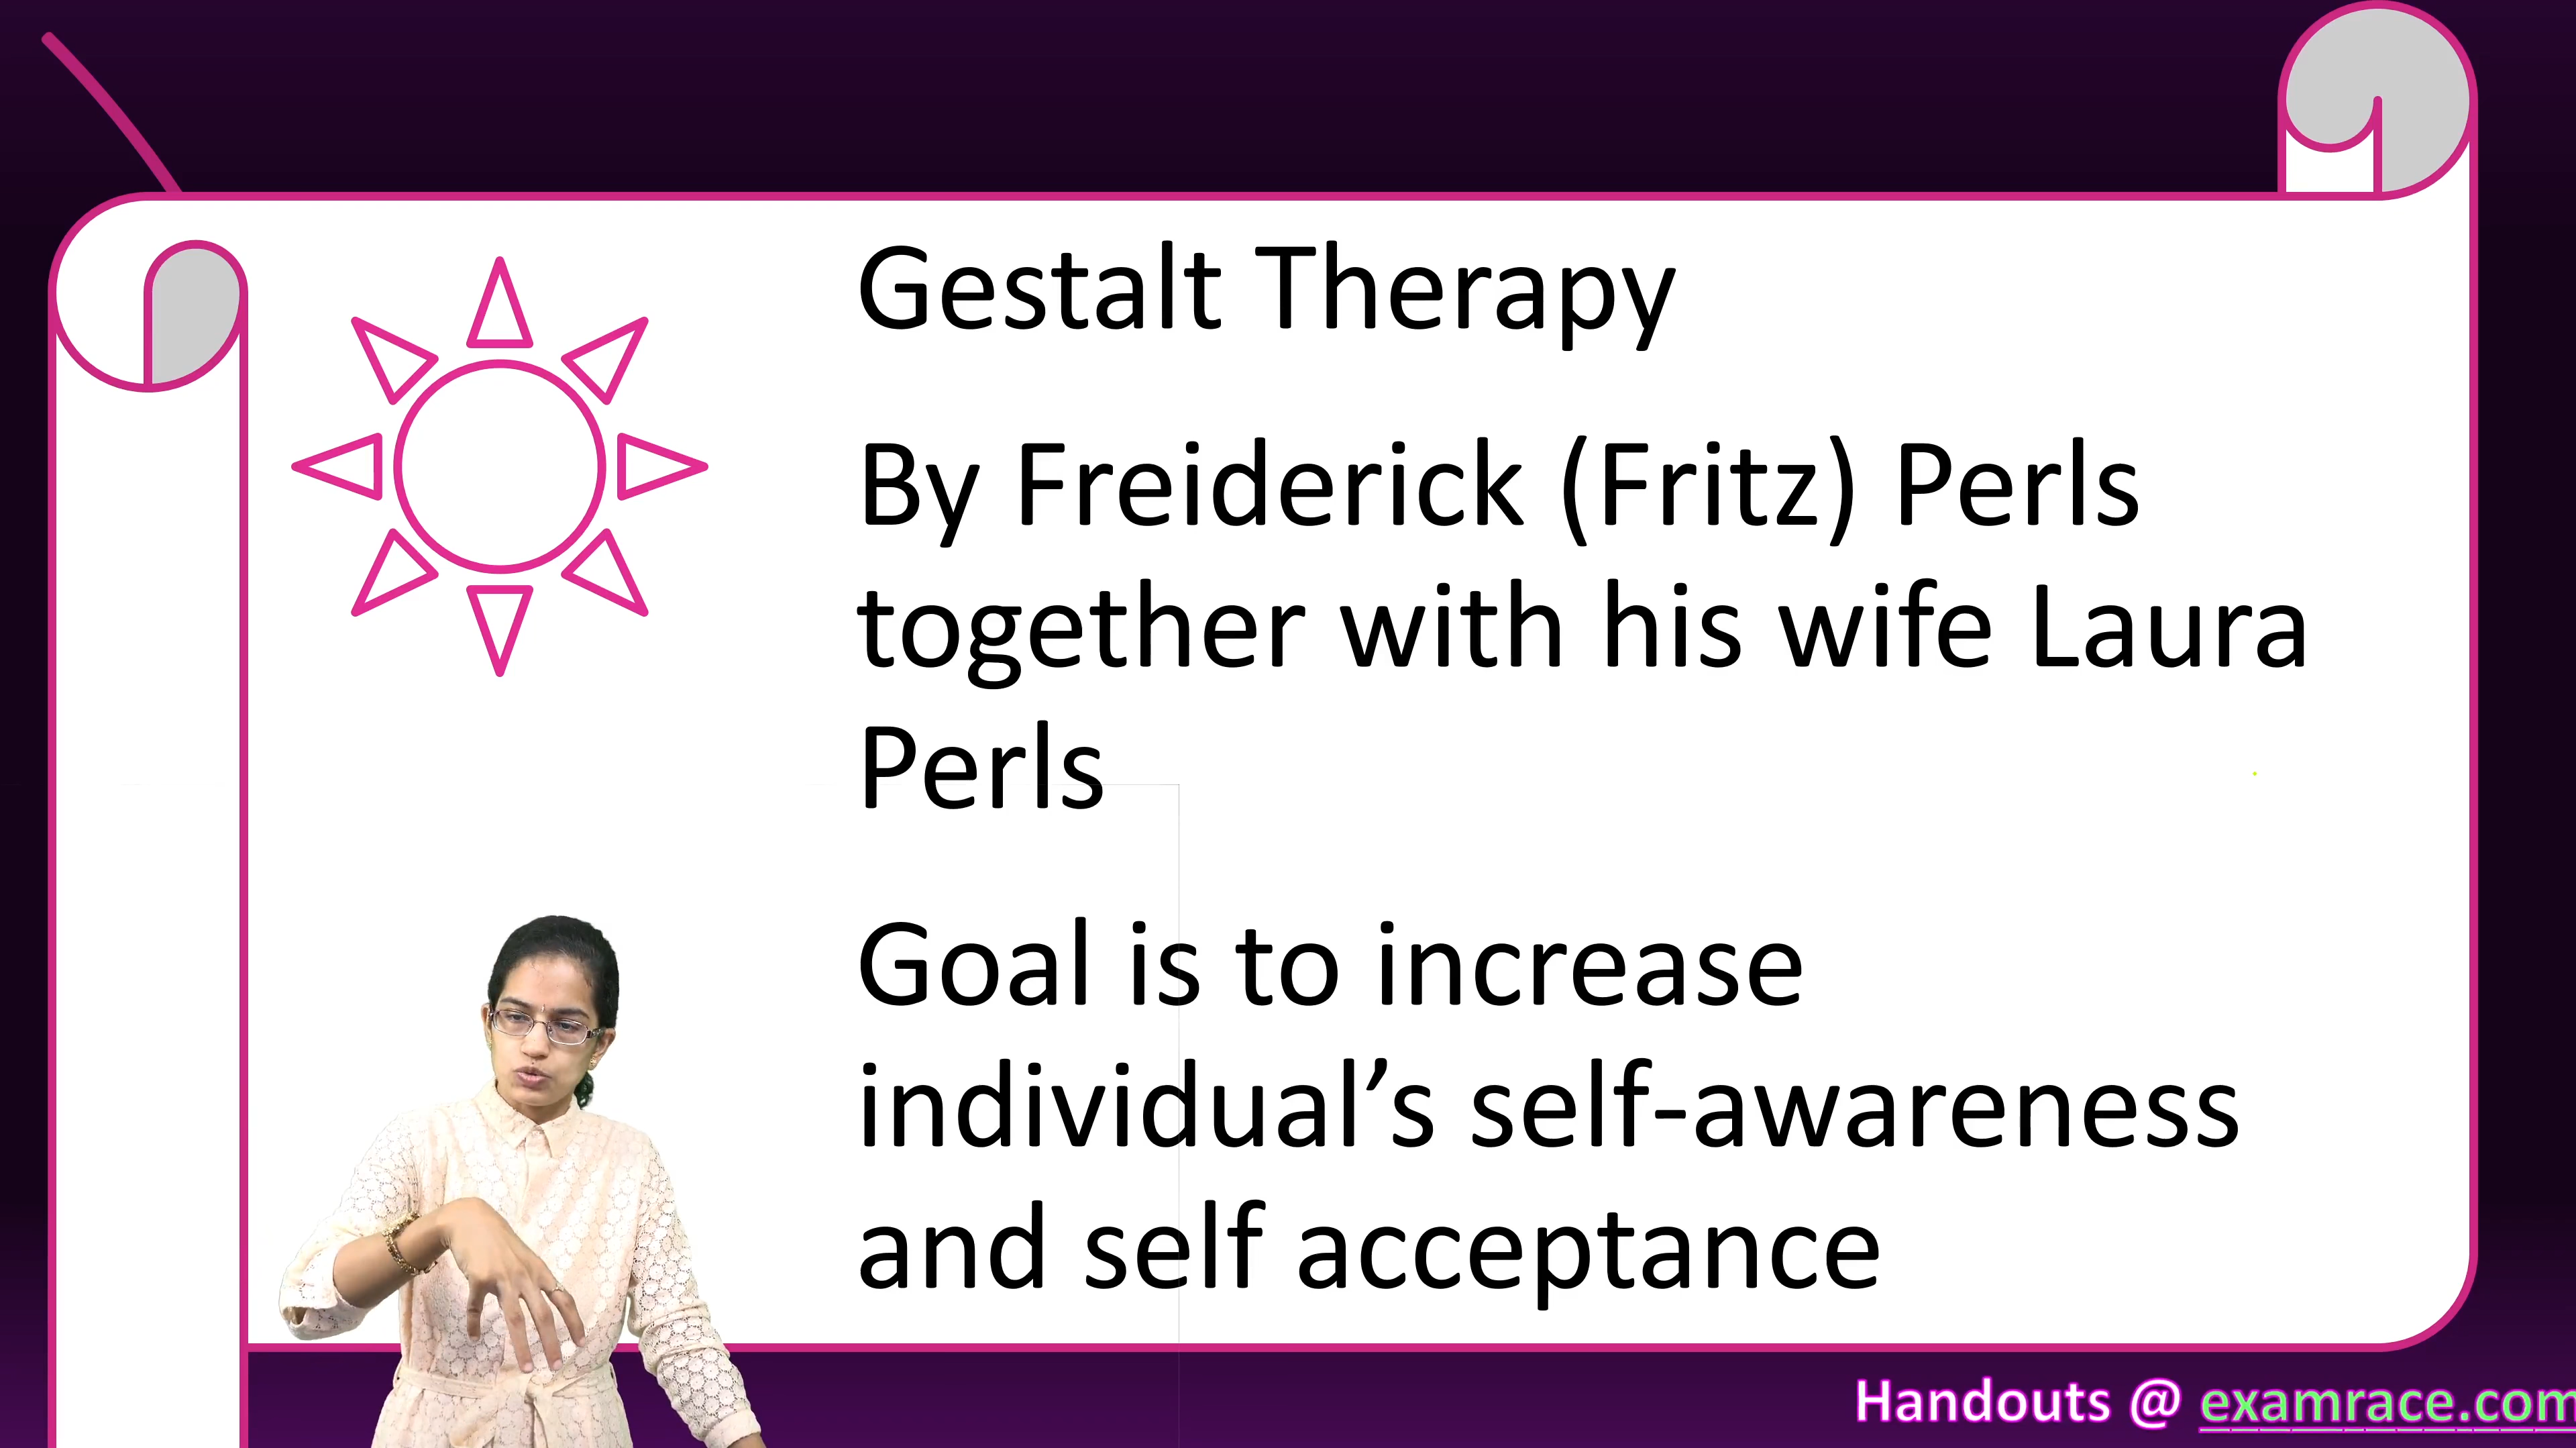 Gestalt Therapy
By Freiderick (Fritz) Perls
together with his wife Laura
Perls
Goal is to increase
individual’s self-awareness
and self acceptance
Handouts @ examrace.com